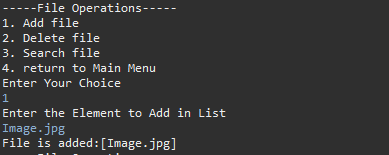 -----File Operations-----
1. Add file
2. Delete file
3. Search file
4. return to Main Menu
Enter Your Choice
1
Enter the Element to Add in List
Image.jpg
File is added:[Image.jpg]